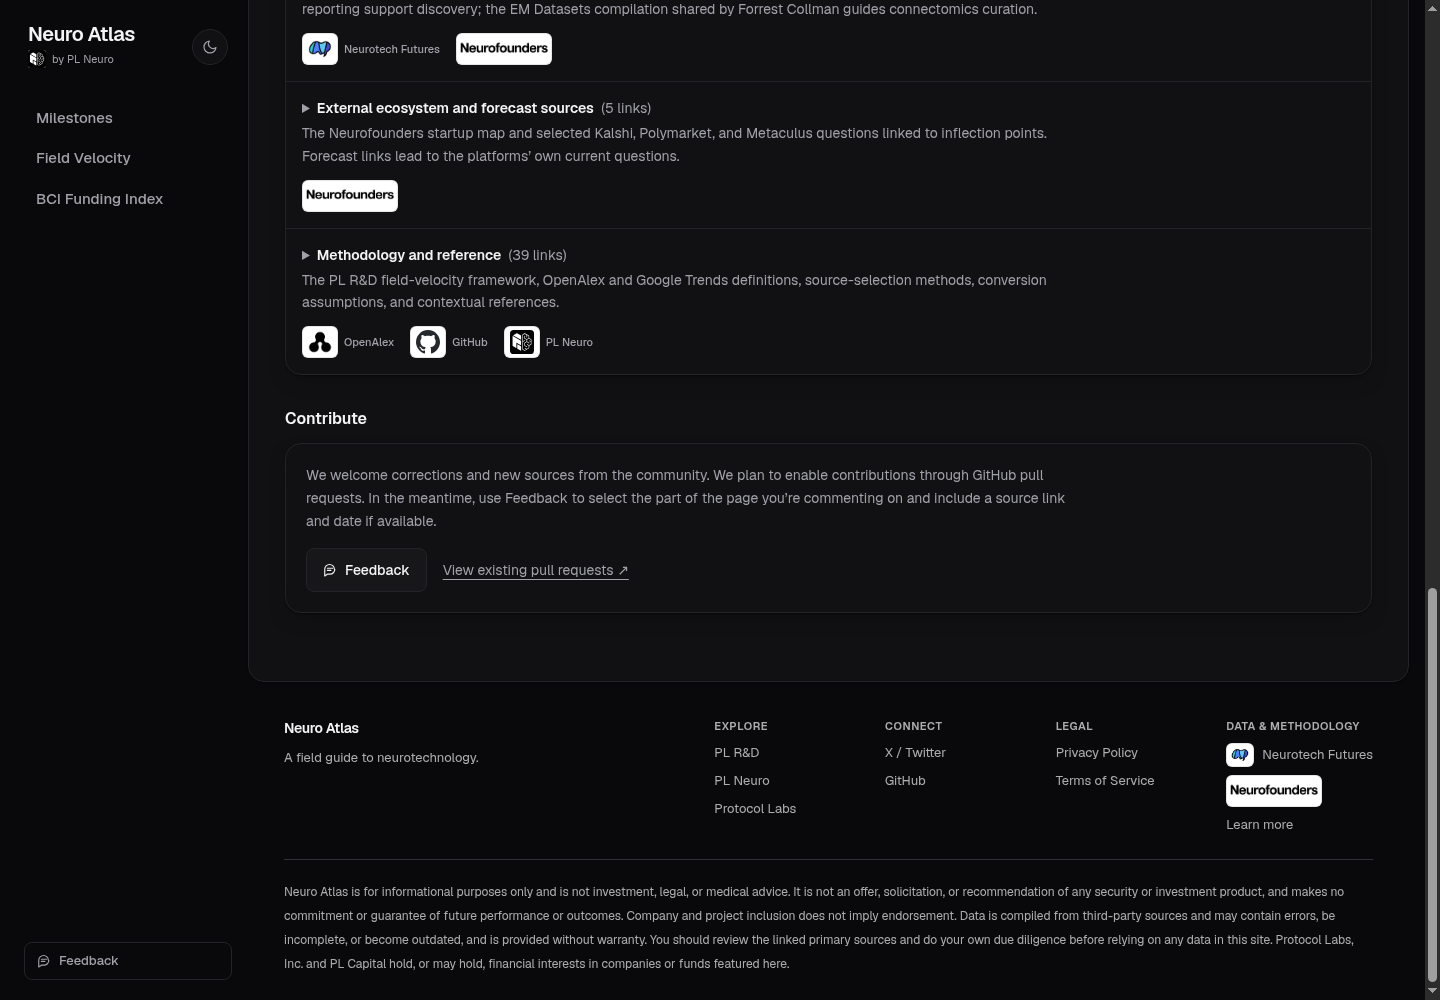 Neuro Atlas
by PL Neuro
Milestones
Field Velocity
BCI Funding Index
Feedback
reporting support discovery; the EM Datasets compilation shared by Forrest Collman guides connectomics curation.
Neurotech Futures
Neurofounders
External ecosystem and forecast sources (5 links)
The Neurofounders startup map and selected Kalshi, Polymarket, and Metaculus questions linked to inflection points.
Forecast links lead to the platforms’ own current questions.
Neurofounders
Methodology and reference (39 links)
The PL R&D field-velocity framework, OpenAlex and Google Trends definitions, source-selection methods, conversion
assumptions, and contextual references.
OpenAlex
GitHub
PL Neuro
Contribute
We welcome corrections and new sources from the community. We plan to enable contributions through GitHub pull
requests. In the meantime, use Feedback to select the part of the page you’re commenting on and include a source link
and date if available.
Feedback
View existing pull requests ↗
Neuro Atlas
A field guide to neurotechnology.
EXPLORE
PL R&D
PL Neuro
Protocol Labs
CONNECT
X / Twitter
GitHub
LEGAL
Privacy Policy
Terms of Service
DATA & METHODOLOGY
Neurotech Futures
Neurofounders
Learn more
Neuro Atlas is for informational purposes only and is not investment, legal, or medical advice. It is not an offer, solicitation, or recommendation of any security or investment product, and makes no
commitment or guarantee of future performance or outcomes. Company and project inclusion does not imply endorsement. Data is compiled from third-party sources and may contain errors, be
incomplete, or become outdated, and is provided without warranty. You should review the linked primary sources and do your own due diligence before relying on any data in this site. Protocol Labs,
Inc. and PL Capital hold, or may hold, financial interests in companies or funds featured here.